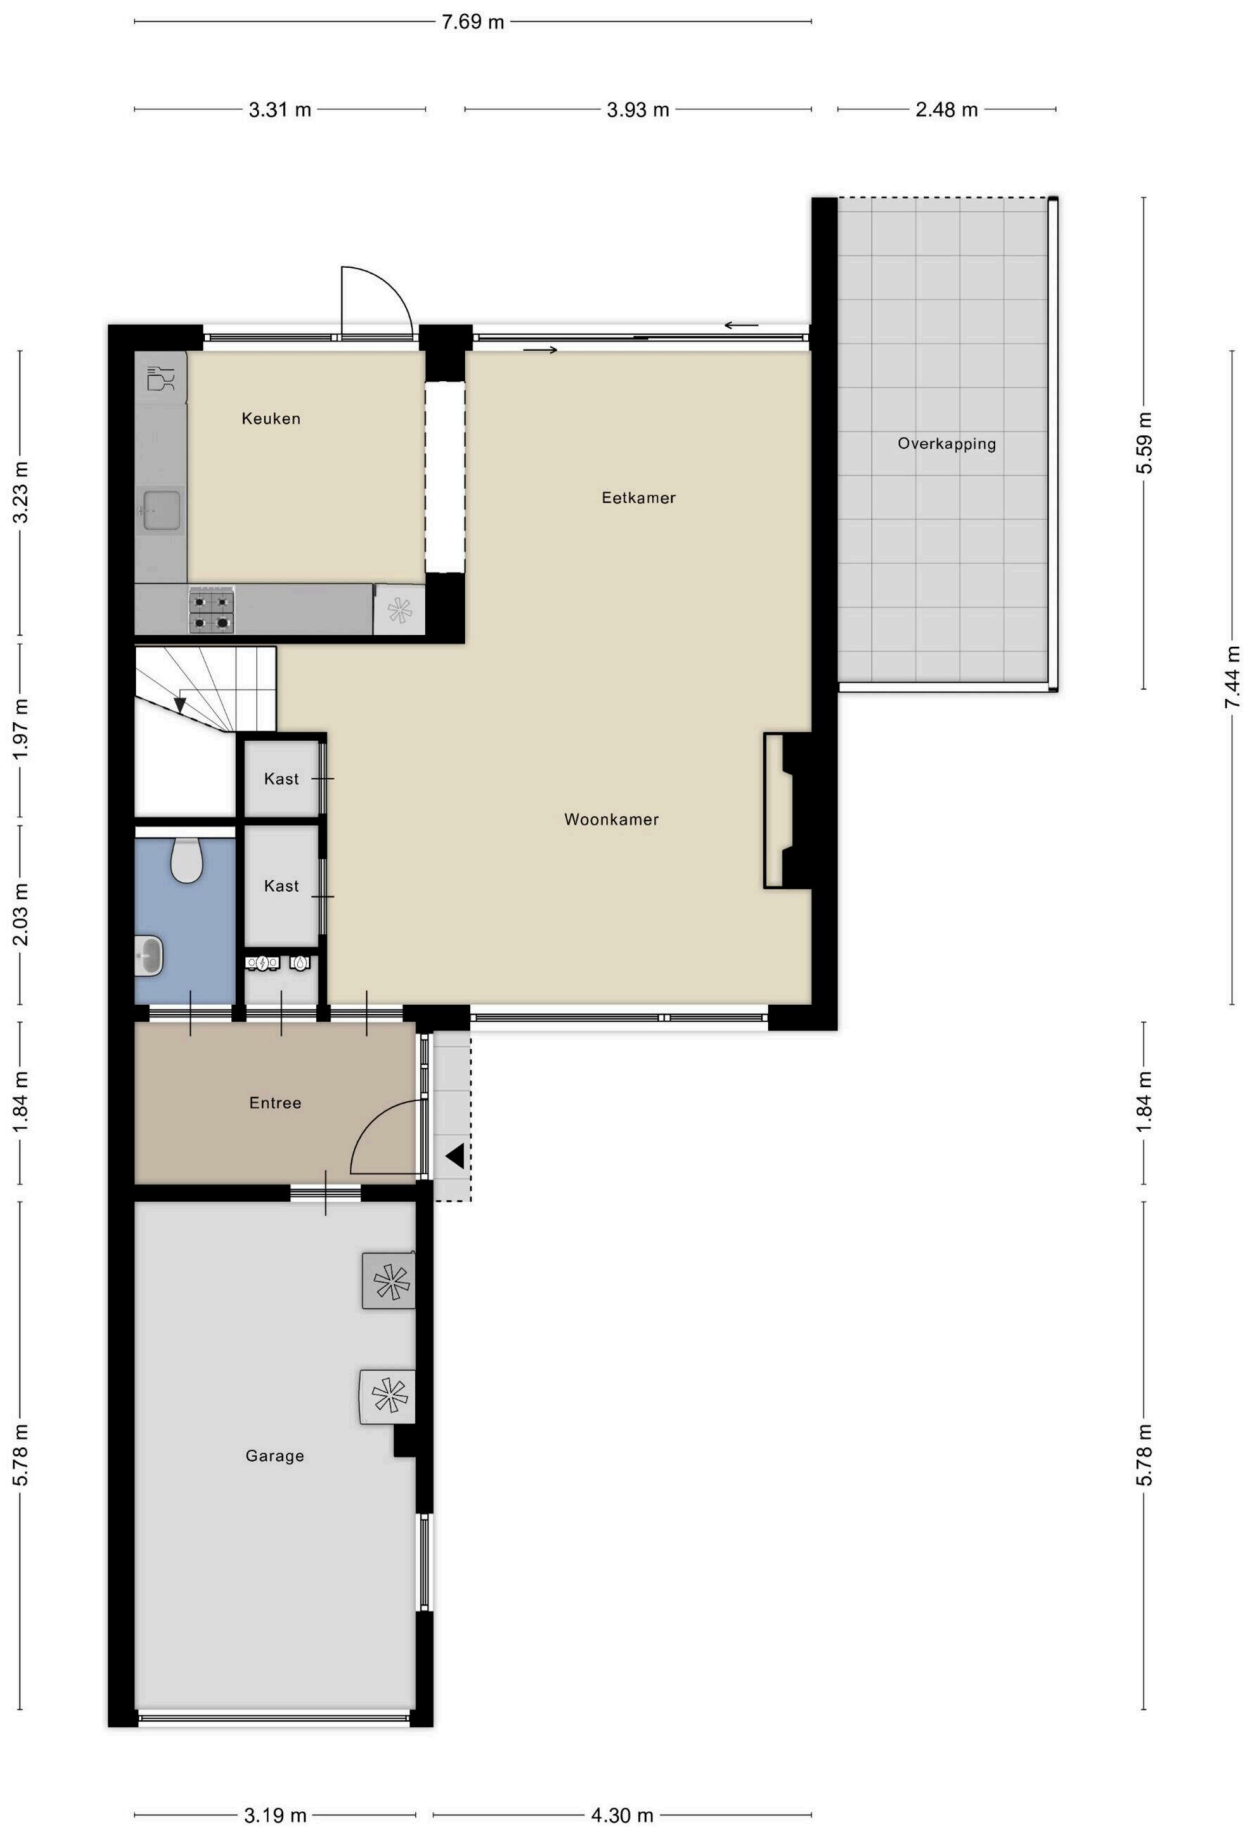 7.69 m
3.31 m
3.93 m
2.48 m
Keuken
Overkapping
5.59 m
3.23 m
Eetkamer
7.44 m
1.97 m
Kast
Woonkamer
Kast
2.03 m
1.84 m
Entree
1.84 m
5.78 m
Garage
5.78 m
3.19 m
4.30 m